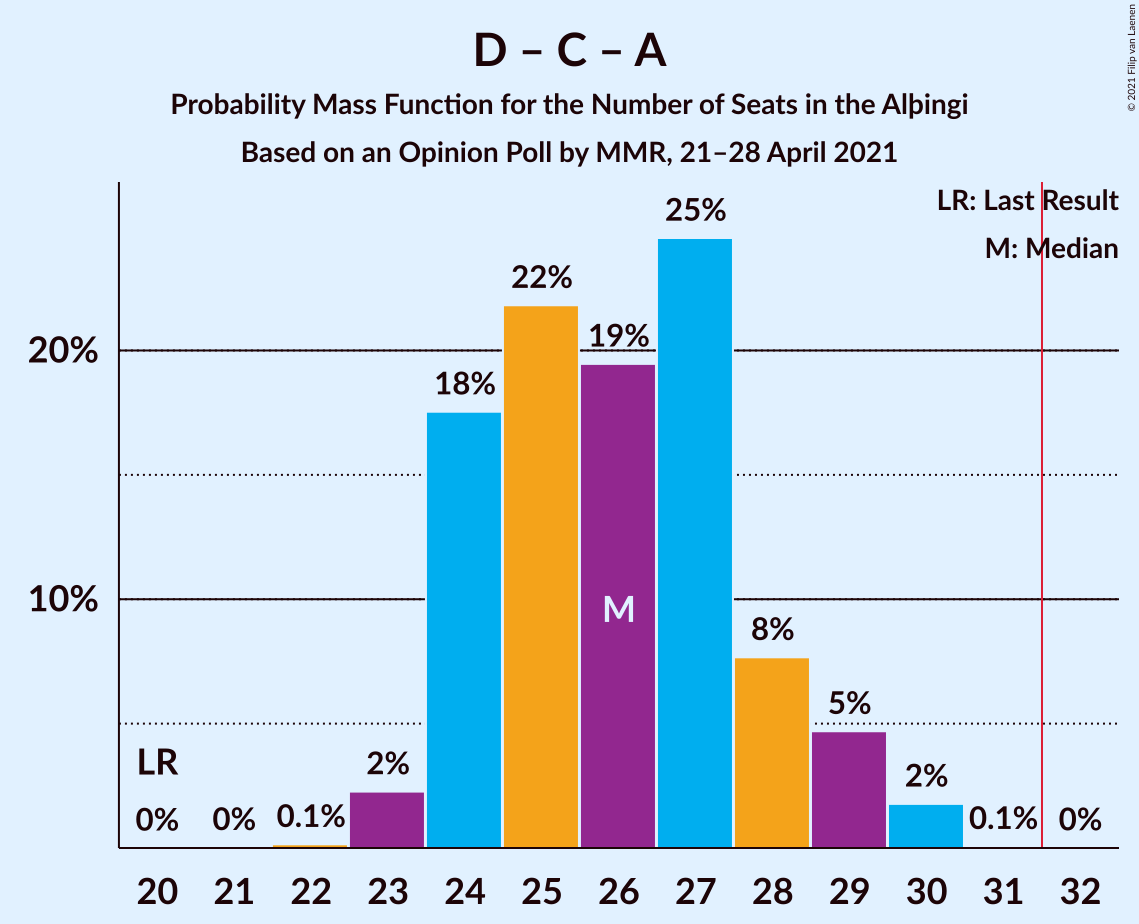 D – C – A
Probability Mass Function for the Number of Seats in the Alþingi
Based on an Opinion Poll by MMR, 21–28 April 2021
© 2021 Filip van Laenen
LR: Last Result
M: Median
25%
22%
19%
20%
18%
M
10%
8%
5%
LR
2%
2%
0% 0% 0.1% 0.1% 0%
20 21 22 23 24 25 26 27 28 29 30 31 32